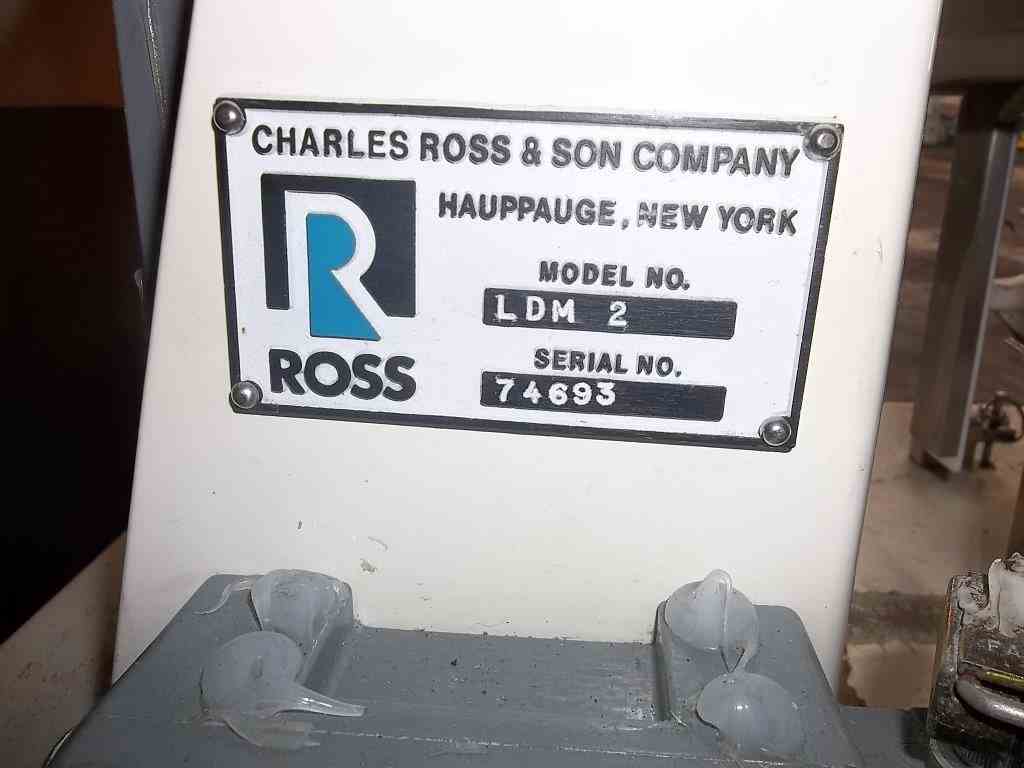 CHARLES ROSS & SON COMPANY
HAUPPAUGE, NEW YORK
R
ROSS
MODEL NO.
LDM 2
SERIAL NO.
74693